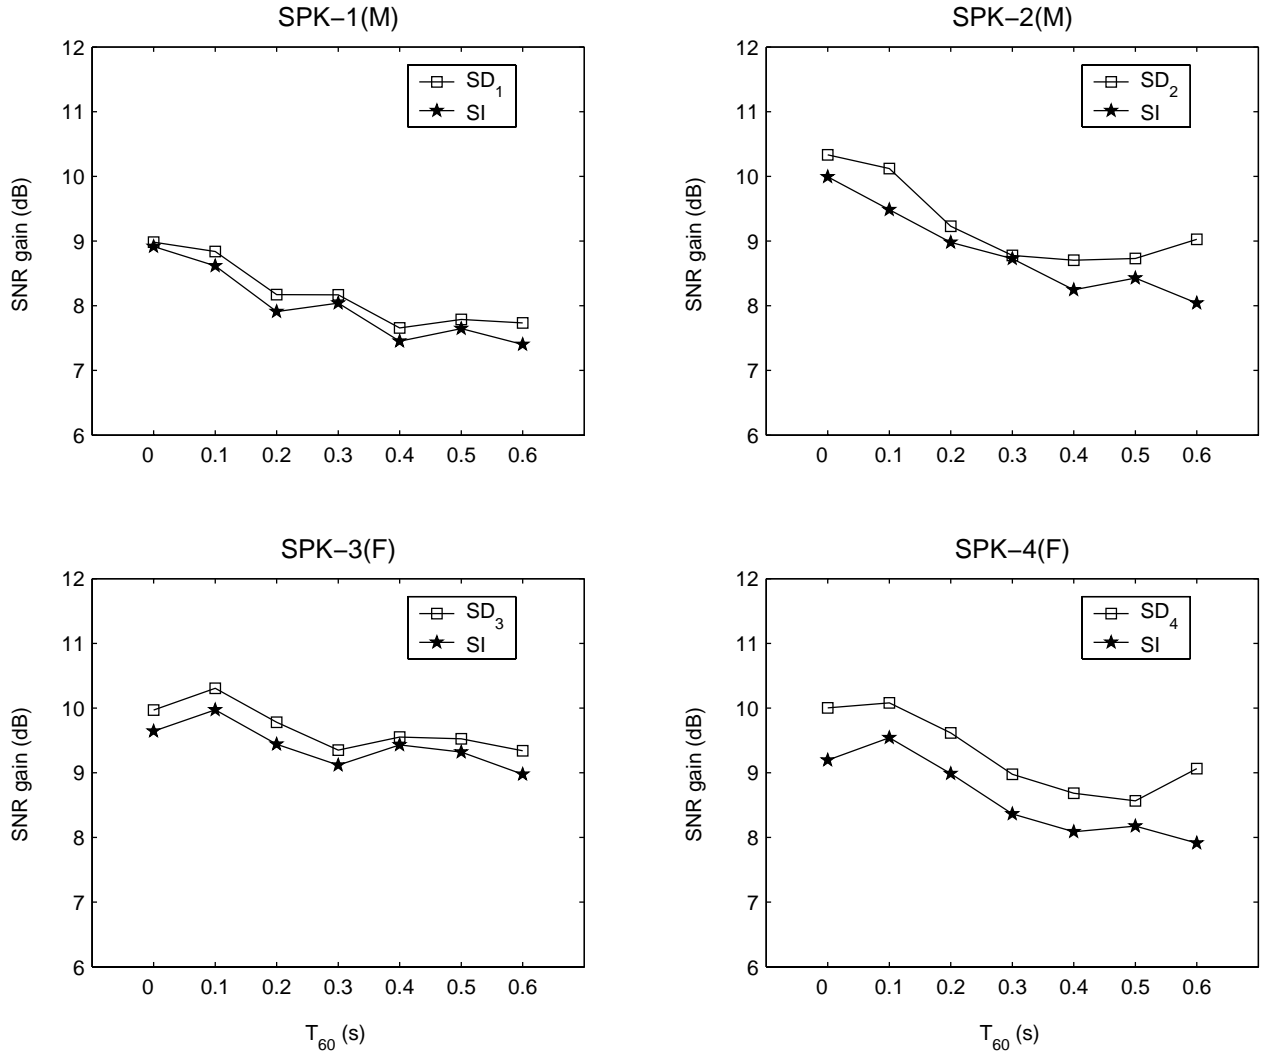 SPK−1(M)
12
11
10
9
8
7
6
SNR gain (dB)
SD1
SI
0 0.1 0.2 0.3 0.4 0.5 0.6
SPK−2(M)
12
11
10
9
8
7
6
SNR gain (dB)
SD2
SI
0 0.1 0.2 0.3 0.4 0.5 0.6
SPK−3(F)
12
11
10
9
8
7
6
SNR gain (dB)
SD3
SI
0 0.1 0.2 0.3 0.4 0.5 0.6
T60 (s)
SPK−4(F)
12
11
10
9
8
7
6
SNR gain (dB)
SD4
SI
0 0.1 0.2 0.3 0.4 0.5 0.6
T60 (s)